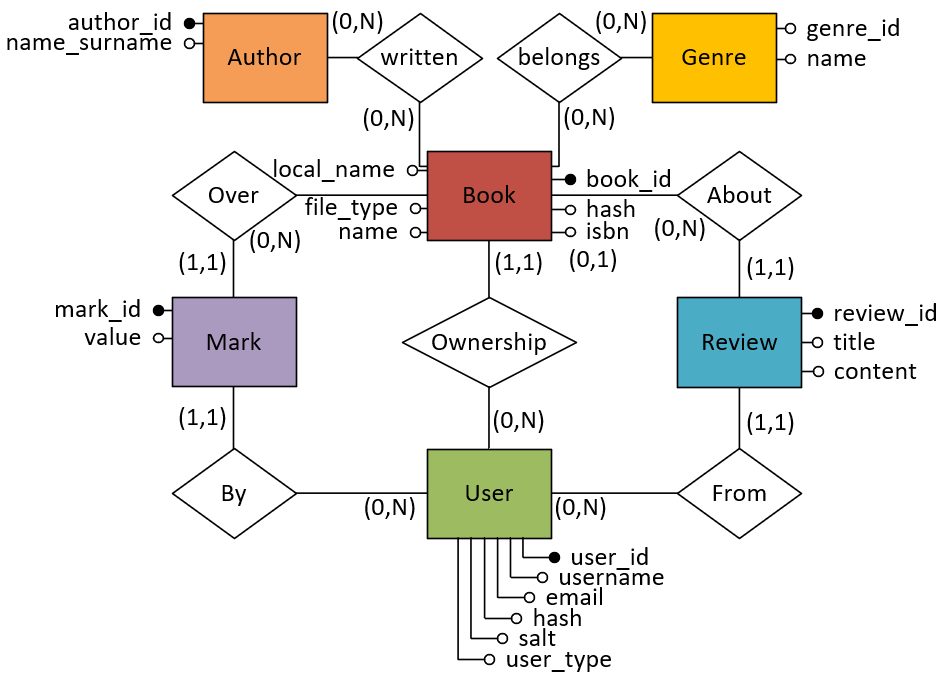 author_id
name_surname
Author
(0,N)
written
(0,N)
belongs
(0,N)
Genre
genre_id
name
(0,N)
local_name
file_type
name
Book
book_id
hash
isbn
(0,1)
Over
(0,N)
(1,1)
About
(0,N)
(1,1)
(1,1)
mark_id
value
Mark
Ownership
Review
review_id
title
content
(1,1)
(0,N)
(1,1)
By
(0,N)
User
(0,N)
From
user_id
username
email
hash
salt
user_type